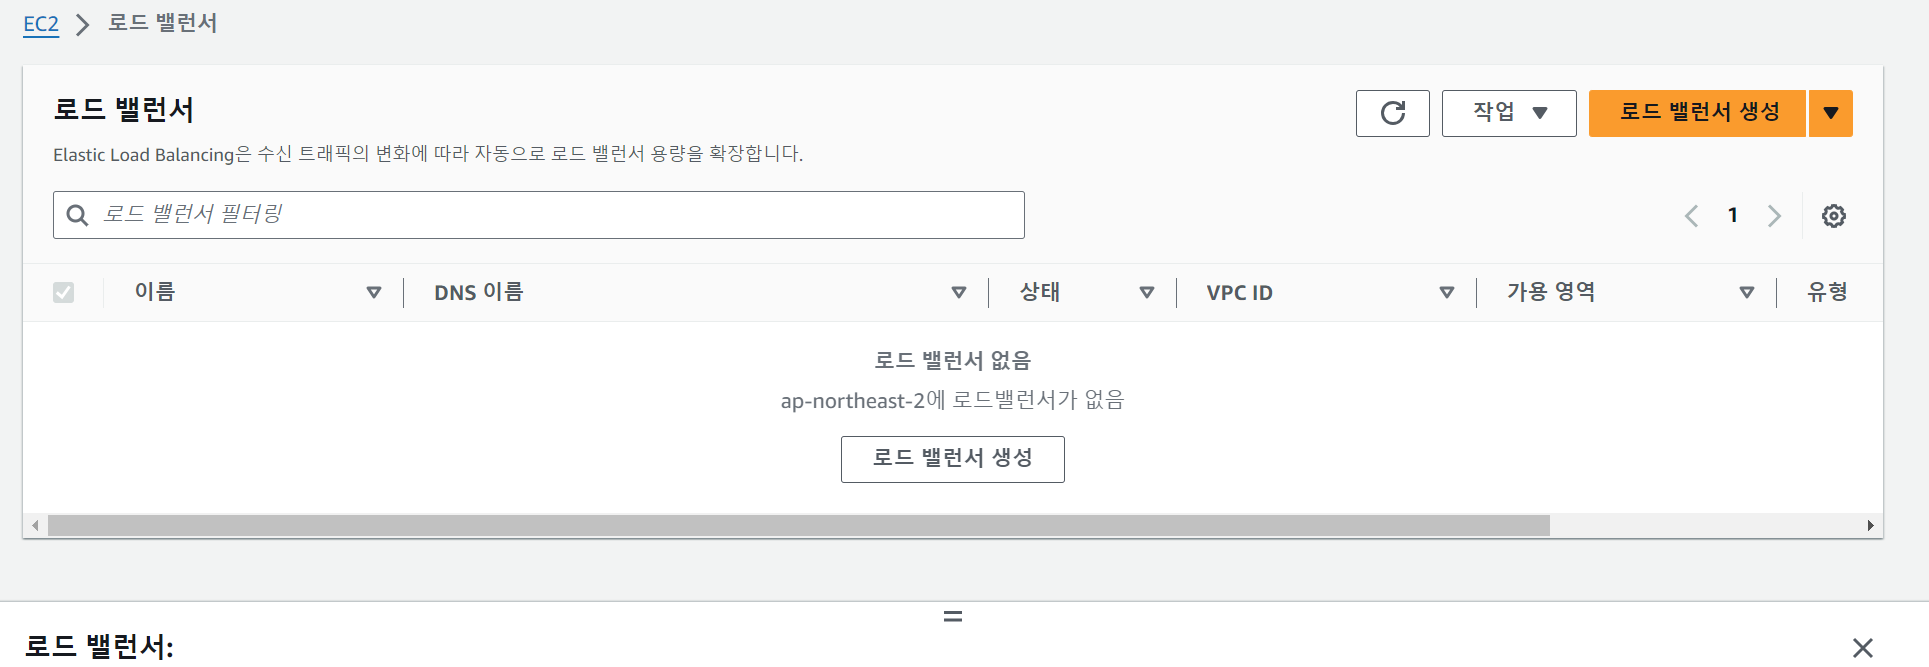 EC2 > 로드 밸런서
로드 밸런서
작업
로드 밸런서 생성
Elastic Load Balancing은 수신 트래픽의 변화에 따라 자동으로 로드 밸런서 용량을 확장합니다.
로드 밸런서 필터링
1
이름 DNS 이름 상태 VPC ID 가용 영역 유형
로드 밸런서 없음
ap-northeast-2에 로드밸런서가 없음
로드 밸런서 생성
로드 밸런서: